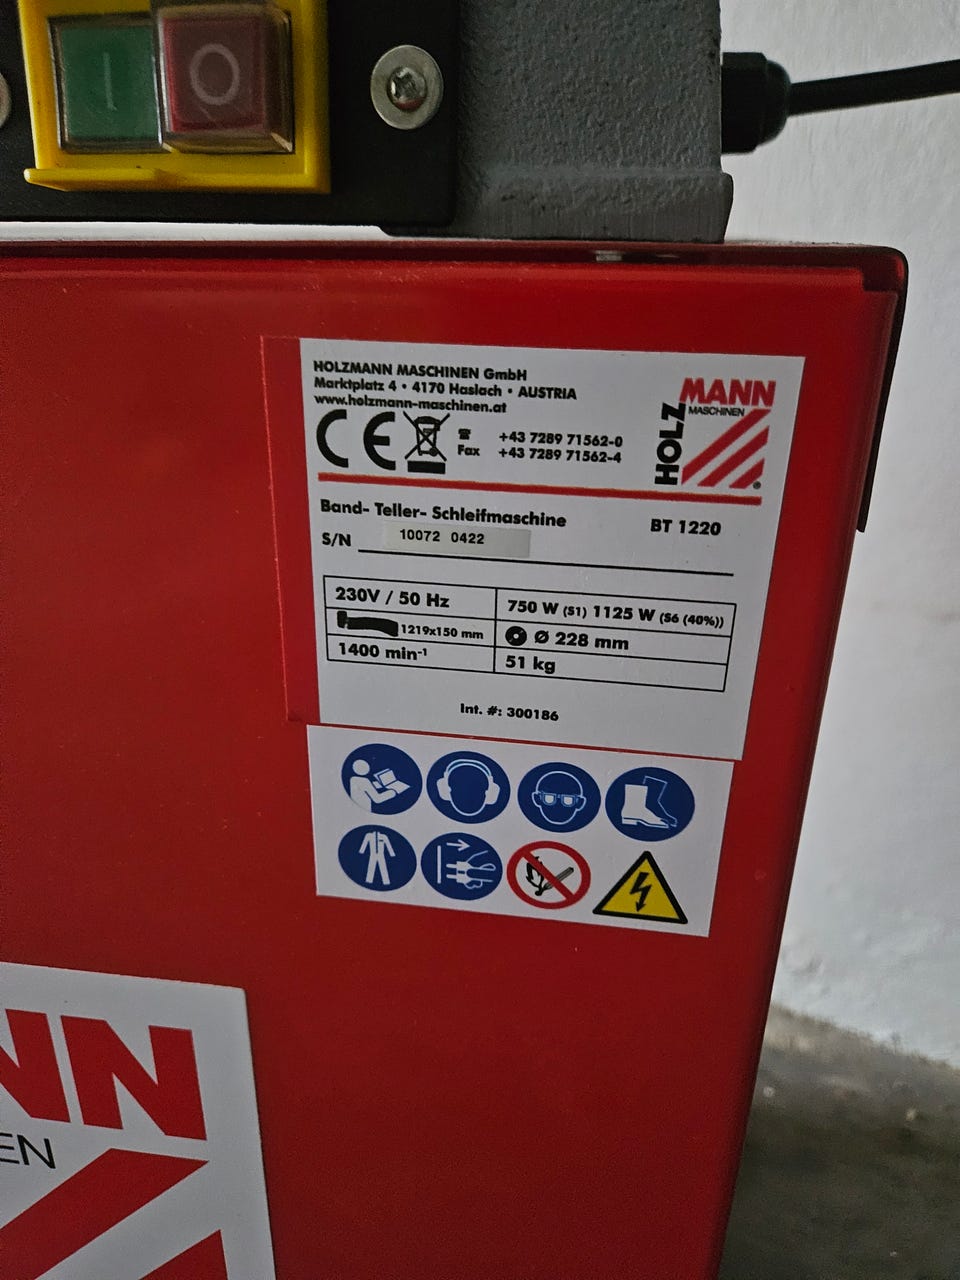 I O
HOLZMANN MASCHINEN GmbH
Marktplatz 4 • 4170 Haslach • AUSTRIA
www.holzmann-maschinen.at
CE
☎ +43 7289 71562-0
Fax +43 7289 71562-4
HOLZ
MANN
MASCHINEN
®
Band- Teller- Schleifmaschine BT 1220
S/N 10072 0422
230V / 50 Hz 750 W (S1) 1125 W (S6 (40%))
1219x150 mm Ø 228 mm
1400 min⁻¹ 51 kg
Int. #: 300186
NN
EN